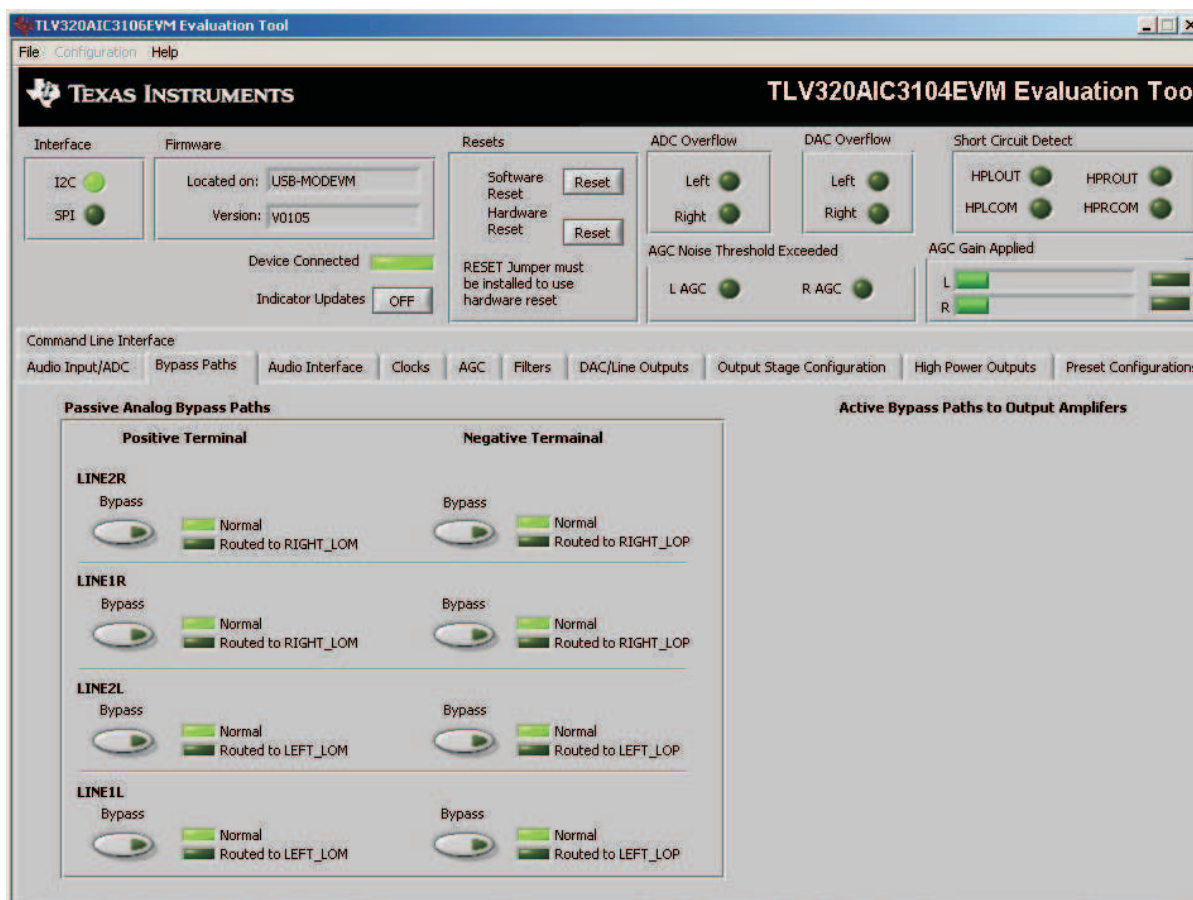 TLV320AIC3106EVM Evaluation Tool
File Configuration Help
TEXAS INSTRUMENTS
TLV320AIC3104EVM Evaluation Too
Interface
I2C
SPI
Firmware
Located on: USB-MODEVM
Version: V0105
Device Connected
Indicator Updates OFF
Resets
Software Reset Reset
Hardware Reset Reset
RESET Jumper must
be installed to use
hardware reset
ADC Overflow
Left
Right
DAC Overflow
Left
Right
Short Circuit Detect
HPLOUT HPROUT
HPLCOM HPRCOM
AGC Noise Threshold Exceeded
L AGC R AGC
AGC Gain Applied
L
R
Command Line Interface
Audio Input/ADC Bypass Paths Audio Interface Clocks AGC Filters DAC/Line Outputs Output Stage Configuration High Power Outputs Preset Configurations
Passive Analog Bypass Paths
Active Bypass Paths to Output Amplifers
Positive Terminal Negative Termainal
LINE2R
Bypass Bypass
Normal Normal
Routed to RIGHT_LOM Routed to RIGHT_LOP
LINE1R
Bypass Bypass
Normal Normal
Routed to RIGHT_LOM Routed to RIGHT_LOP
LINE2L
Bypass Bypass
Normal Normal
Routed to LEFT_LOM Routed to LEFT_LOP
LINE1L
Bypass Bypass
Normal Normal
Routed to LEFT_LOM Routed to LEFT_LOP